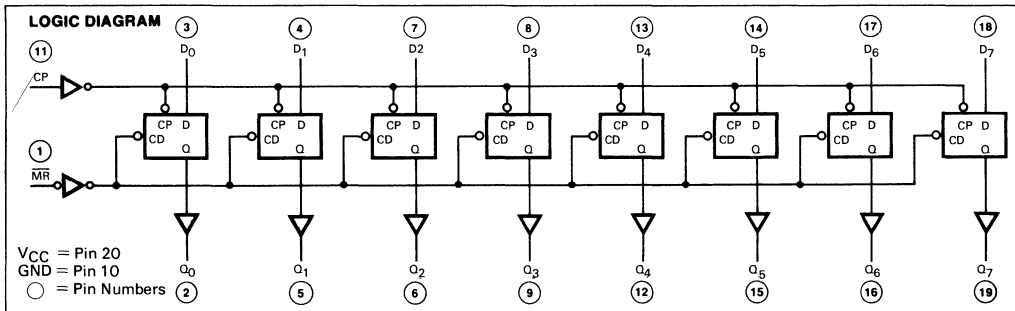 LOGIC DIAGRAM
3 4 7 8 13 14 17 18
D0 D1 D2 D3 D4 D5 D6 D7
11
CP
CP D CP D CP D CP D CP D CP D CP D CP D
CD CD CD CD CD CD CD CD
Q Q Q Q Q Q Q Q
1
MR
VCC = Pin 20
GND = Pin 10
= Pin Numbers
Q0 Q1 Q2 Q3 Q4 Q5 Q6 Q7
2 5 6 9 12 15 16 19